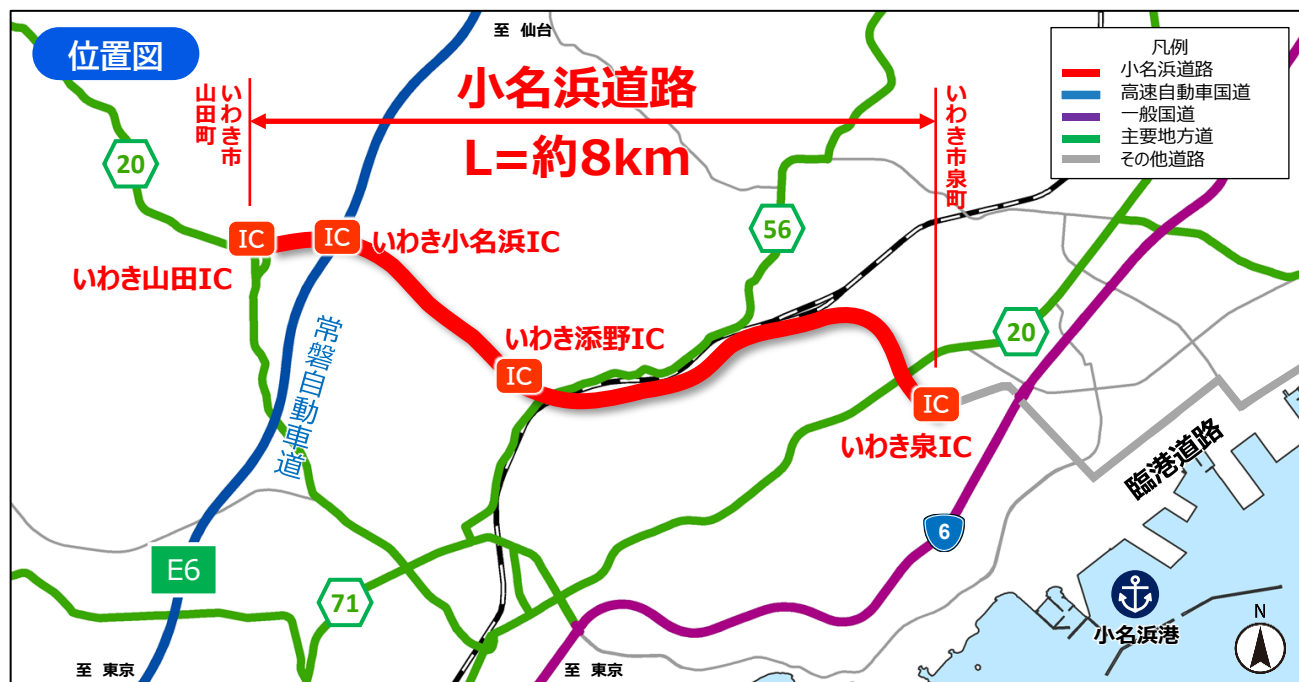 位置図
至 仙台
凡例
小名浜道路
高速自動車国道
一般国道
主要地方道
その他道路
小名浜道路
L=約8km
いわき市
山田町
いわき市泉町
20
56
IC
IC
いわき小名浜IC
いわき山田IC
常磐自動車道
いわき添野IC
IC
20
IC
いわき泉IC
臨港道路
6
E6
71
小名浜港
N
至 東京
至 東京